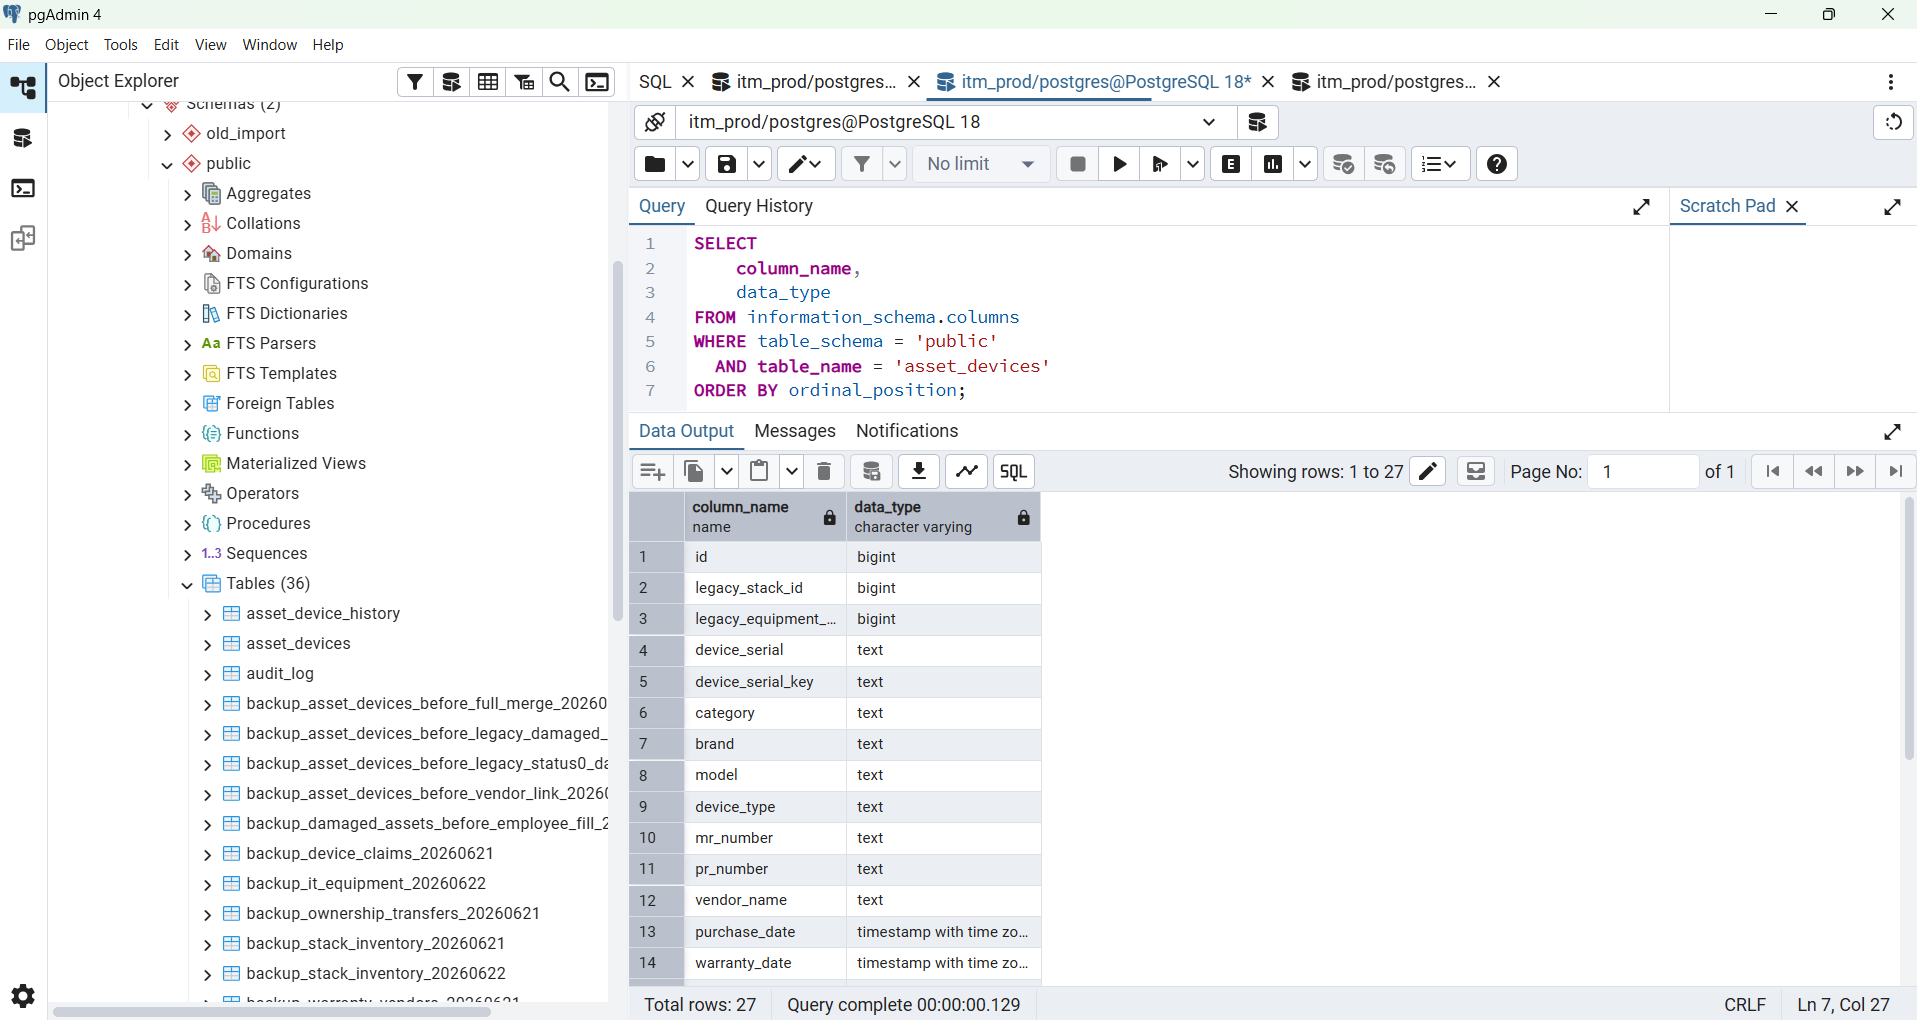 pgAdmin 4
File Object Tools Edit View Window Help
Object Explorer
SQL
itm_prod/postgres...
itm_prod/postgres@PostgreSQL 18*
itm_prod/postgres...
Schemas (2)
old_import
public
Aggregates
Collations
Domains
FTS Configurations
FTS Dictionaries
Aa FTS Parsers
FTS Templates
Foreign Tables
Functions
Materialized Views
Operators
Procedures
1..3 Sequences
Tables (36)
asset_device_history
asset_devices
audit_log
backup_asset_devices_before_full_merge_20260
backup_asset_devices_before_legacy_damaged_
backup_asset_devices_before_legacy_status0_da
backup_asset_devices_before_vendor_link_2026(
backup_damaged_assets_before_employee_fill_2
backup_device_claims_20260621
backup_it_equipment_20260622
backup_ownership_transfers_20260621
backup_stack_inventory_20260621
backup_stack_inventory_20260622
backup_warranty_vendors_20260621
itm_prod/postgres@PostgreSQL 18
No limit
E
Query Query History
Scratch Pad
1 SELECT
2 column_name,
3 data_type
4 FROM information_schema.columns
5 WHERE table_schema = 'public'
6 AND table_name = 'asset_devices'
7 ORDER BY ordinal_position;
Data Output Messages Notifications
SQL
Showing rows: 1 to 27
Page No: 1 of 1
column_name name
data_type character varying
1 id bigint
2 legacy_stack_id bigint
3 legacy_equipment_... bigint
4 device_serial text
5 device_serial_key text
6 category text
7 brand text
8 model text
9 device_type text
10 mr_number text
11 pr_number text
12 vendor_name text
13 purchase_date timestamp with time zo...
14 warranty_date timestamp with time zo...
Total rows: 27
Query complete 00:00:00.129
CRLF
Ln 7, Col 27